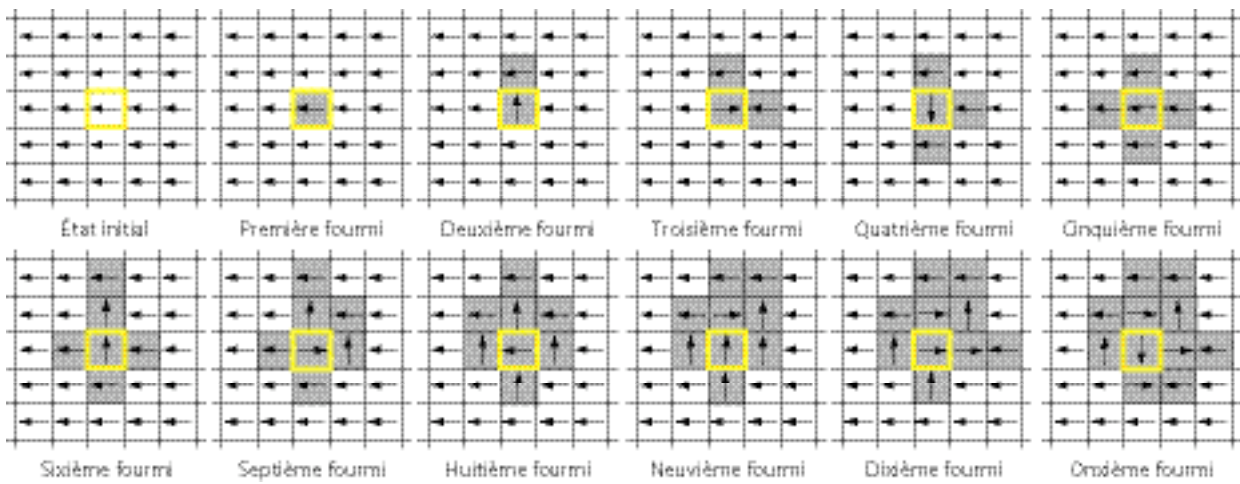 État initial
Première fourmi
Deuxième fourmi
Troisième fourmi
Quatrième fourmi
Cinquième fourmi
Sixième fourmi
Septième fourmi
Huitième fourmi
Neuvième fourmi
Dixième fourmi
Onzième fourmi